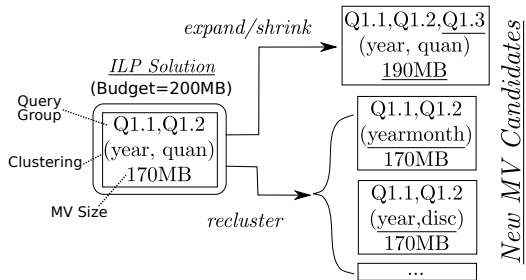 expand/shrink
ILP Solution
(Budget=200MB)
Query
Group
Clustering
MV Size
Q1.1,Q1.2
(year, quan)
170MB
recluster
Q1.1,Q1.2,Q1.3
(year, quan)
190MB
Q1.1,Q1.2
(yearmonth)
170MB
Q1.1,Q1.2
(year,disc)
170MB
...
New MV Candidates